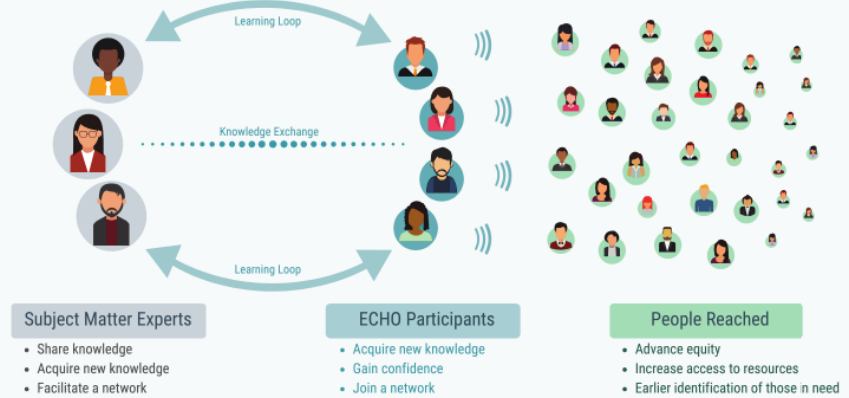 Learning Loop
Knowledge Exchange
Learning Loop
Subject Matter Experts
• Share knowledge
• Acquire new knowledge
• Facilitate a network
ECHO Participants
• Acquire new knowledge
• Gain confidence
• Join a network
People Reached
• Advance equity
• Increase access to resources
• Earlier identification of those in need